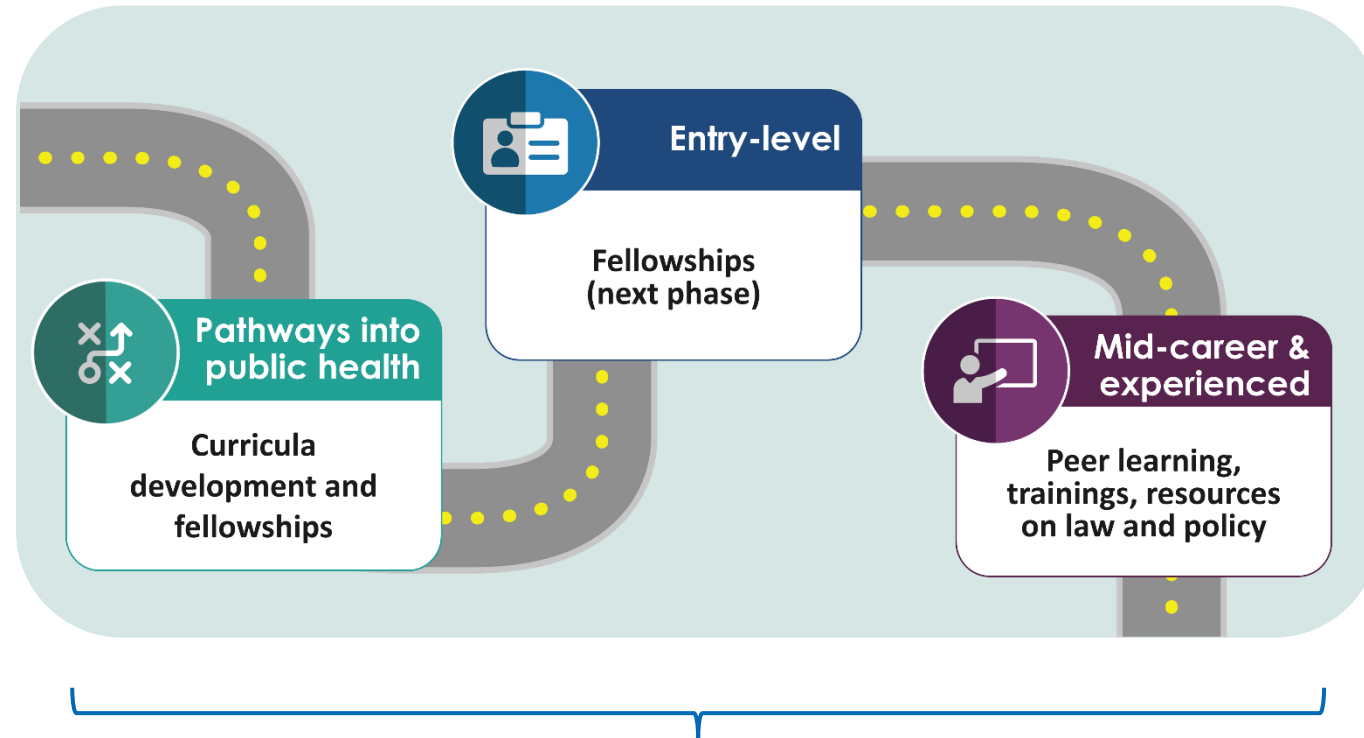 Pathways into
public health
Curricula
development and
fellowships
Entry-level
Fellowships
(next phase)
Mid-career &
experienced
Peer learning,
trainings, resources
on law and policy